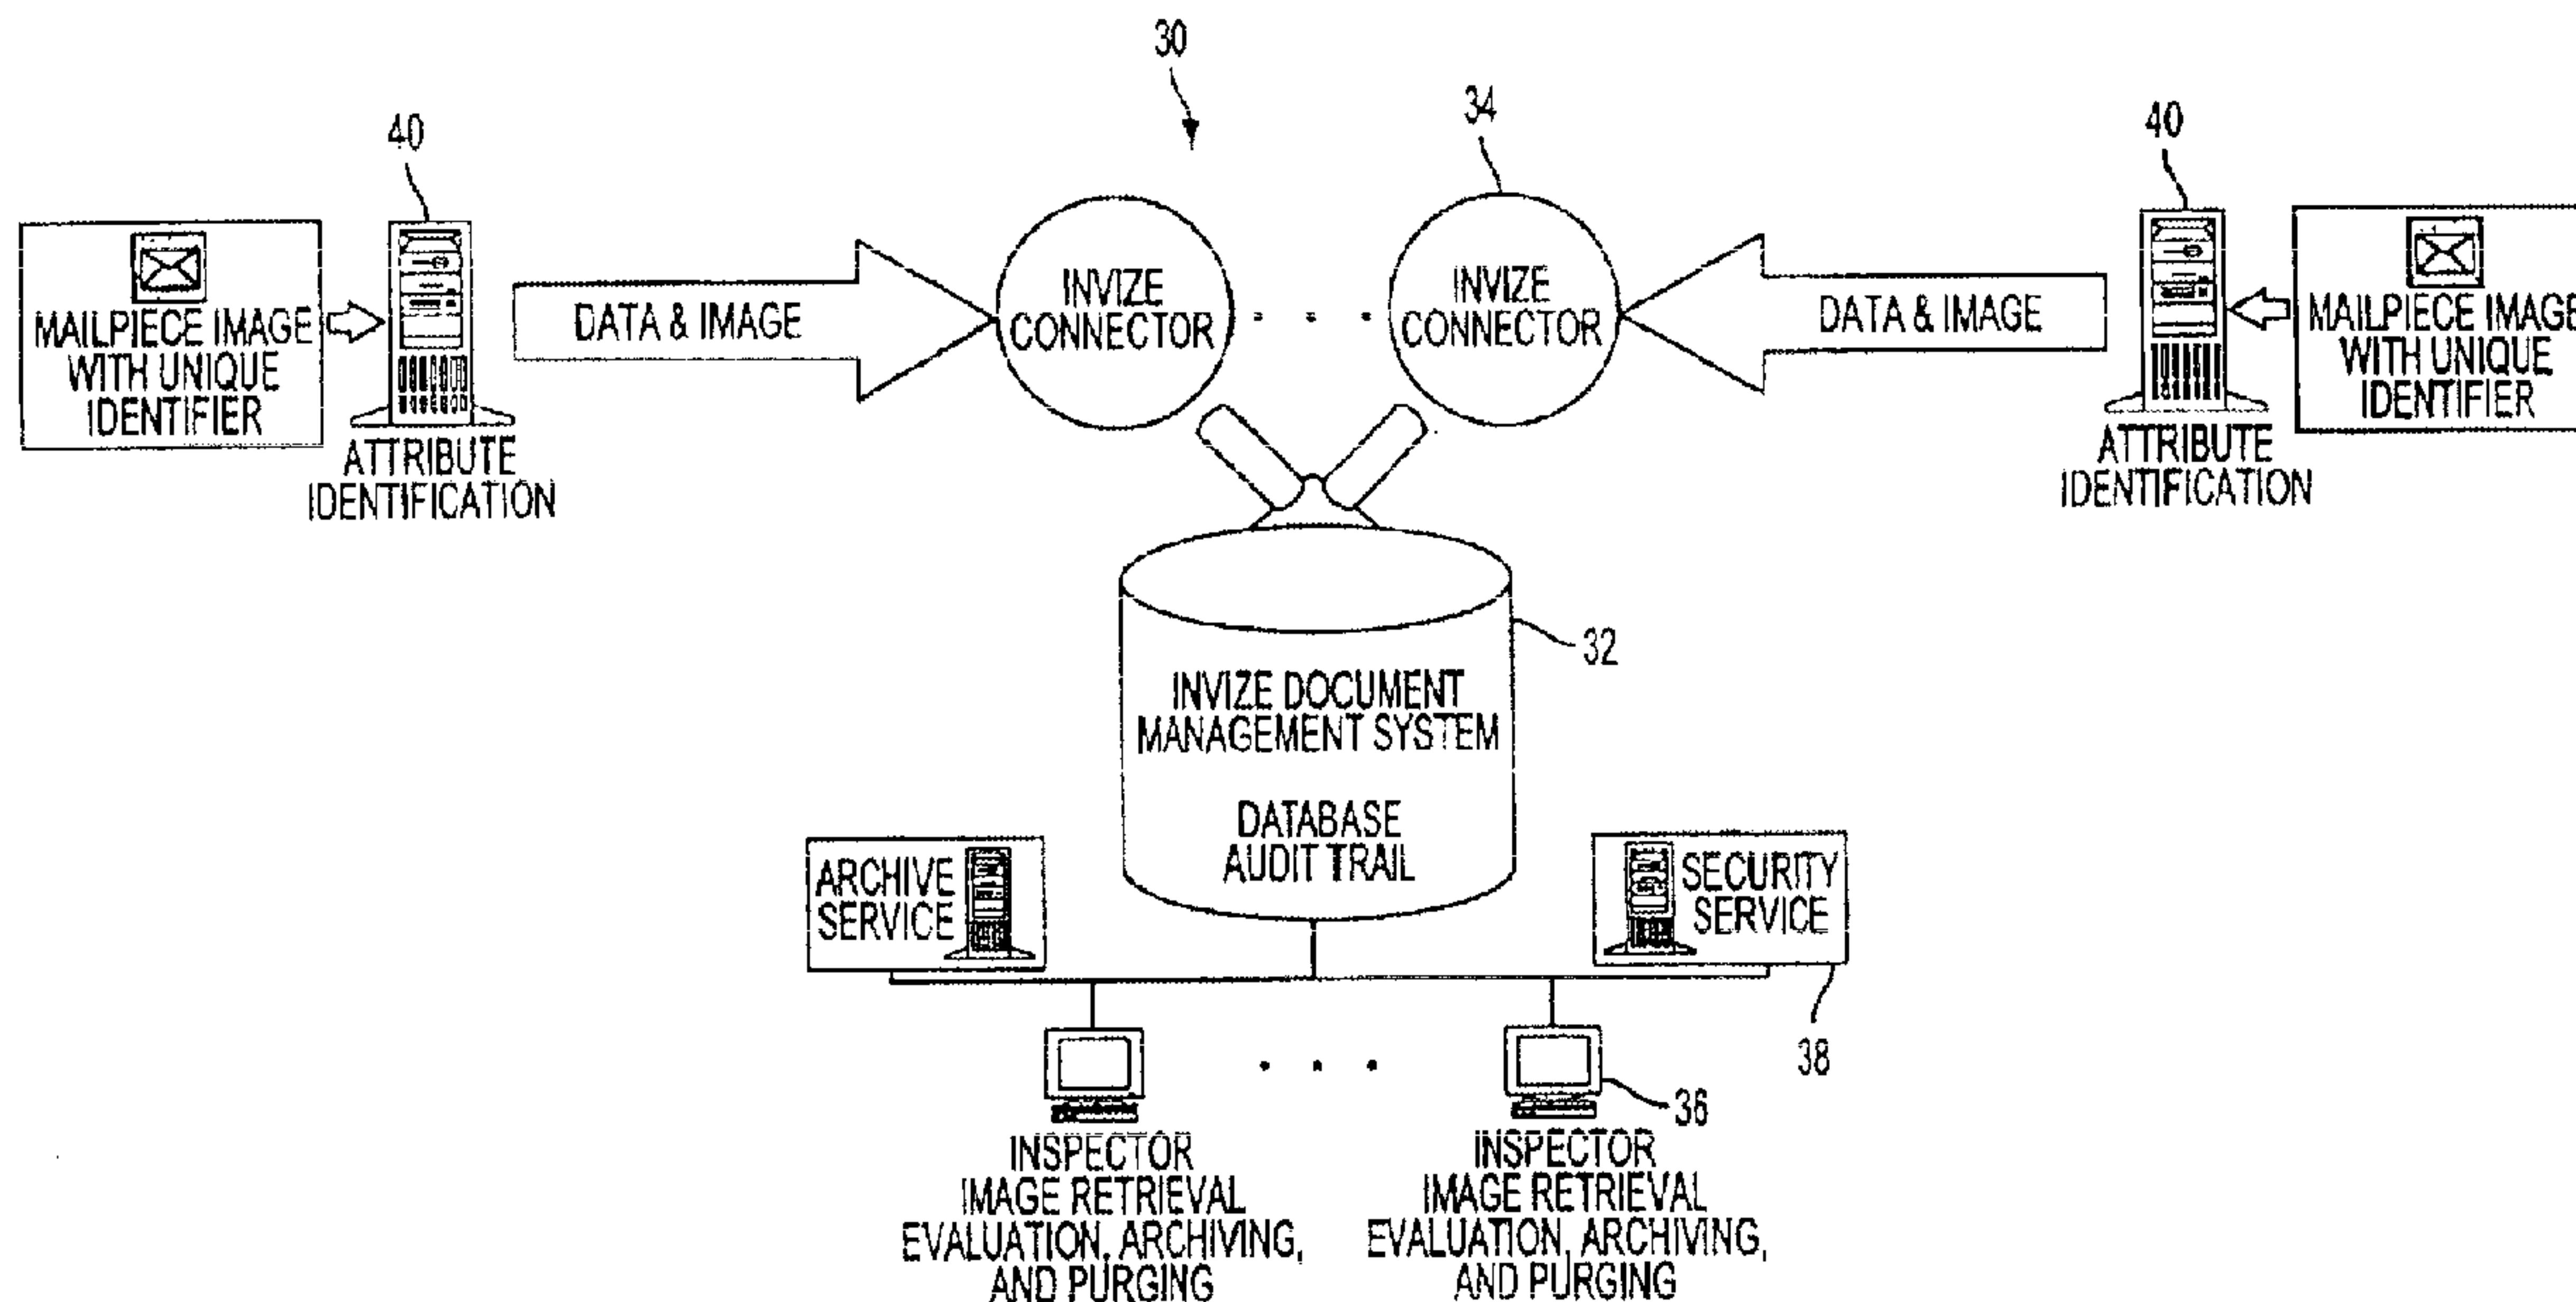 30
34
40
40
MAILPIECE IMAGE
WITH UNIQUE
IDENTIFIER
ATTRIBUTE
IDENTIFICATION
DATA & IMAGE
INVIZE
CONNECTOR
INVIZE
CONNECTOR
DATA & IMAGE
ATTRIBUTE
IDENTIFICATION
MAILPIECE IMAGE
WITH UNIQUE
IDENTIFIER
32
INVIZE DOCUMENT
MANAGEMENT SYSTEM
DATABASE
AUDIT TRAIL
ARCHIVE
SERVICE
SECURITY
SERVICE
38
36
INSPECTOR
IMAGE RETRIEVAL
EVALUATION, ARCHIVING,
AND PURGING
INSPECTOR
IMAGE RETRIEVAL
EVALUATION, ARCHIVING,
AND PURGING